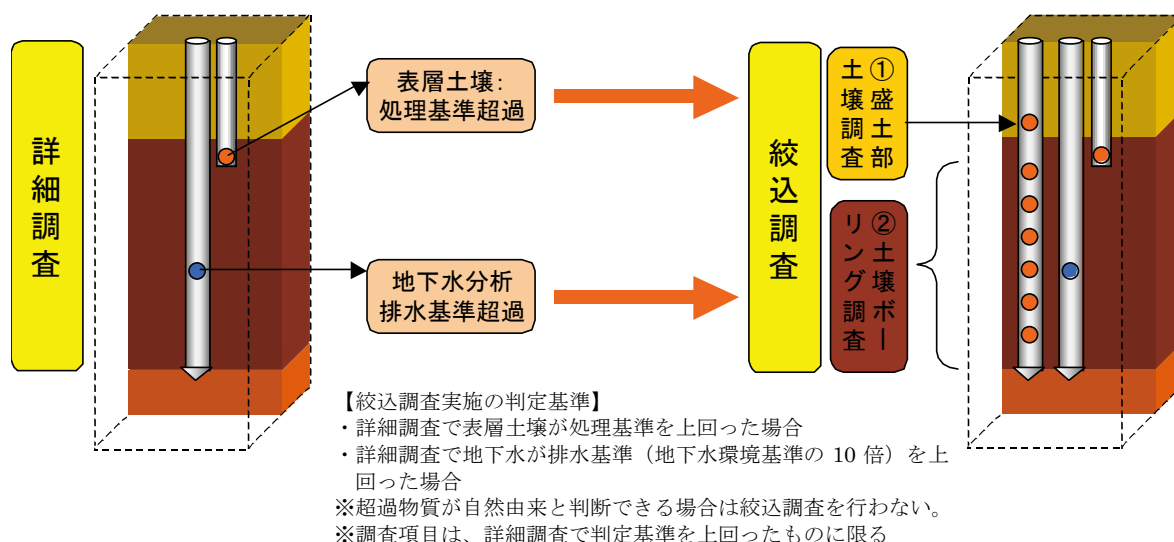 詳細調査
表層土壌:
処理基準超過
地下水分析
排水基準超過
絞込調査
①盛土部
土壌調査
②土壌ボー
リング調査
【絞込調査実施の判定基準】
・詳細調査で表層土壌が処理基準を上回った場合
・詳細調査で地下水が排水基準（地下水環境基準の 10 倍）を上
回った場合
※超過物質が自然由来と判断できる場合は絞込調査を行わない。
※調査項目は、詳細調査で判定基準を上回ったものに限る